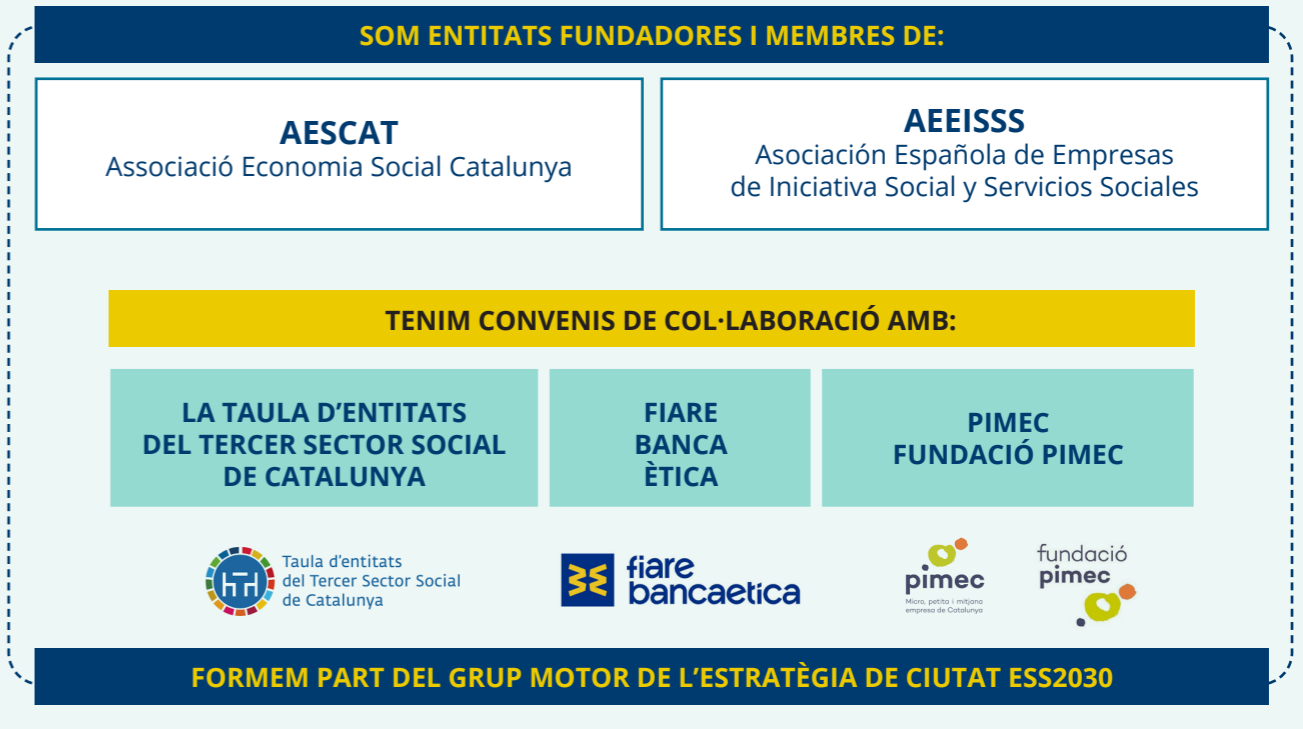 SOM ENTITATS FUNDADORES I MEMBRES DE:
AESCAT
Associació Economia Social Catalunya
AEEISSS
Asociación Española de Empresas
de Iniciativa Social y Servicios Sociales
TENIM CONVENIS DE COL·LABORACIÓ AMB:
LA TAULA D'ENTITATS
DEL TERCER SECTOR SOCIAL
DE CATALUNYA
FIARE
BANCA
ÈTICA
PIMEC
FUNDACIÓ PIMEC
Taula d'entitats
del Tercer Sector Social
de Catalunya
fiare
bancaetica
pimec
Micro, petita i mitjana
empresa de Catalunya
fundació
pimec
FORMEM PART DEL GRUP MOTOR DE L'ESTRATÈGIA DE CIUTAT ESS2030